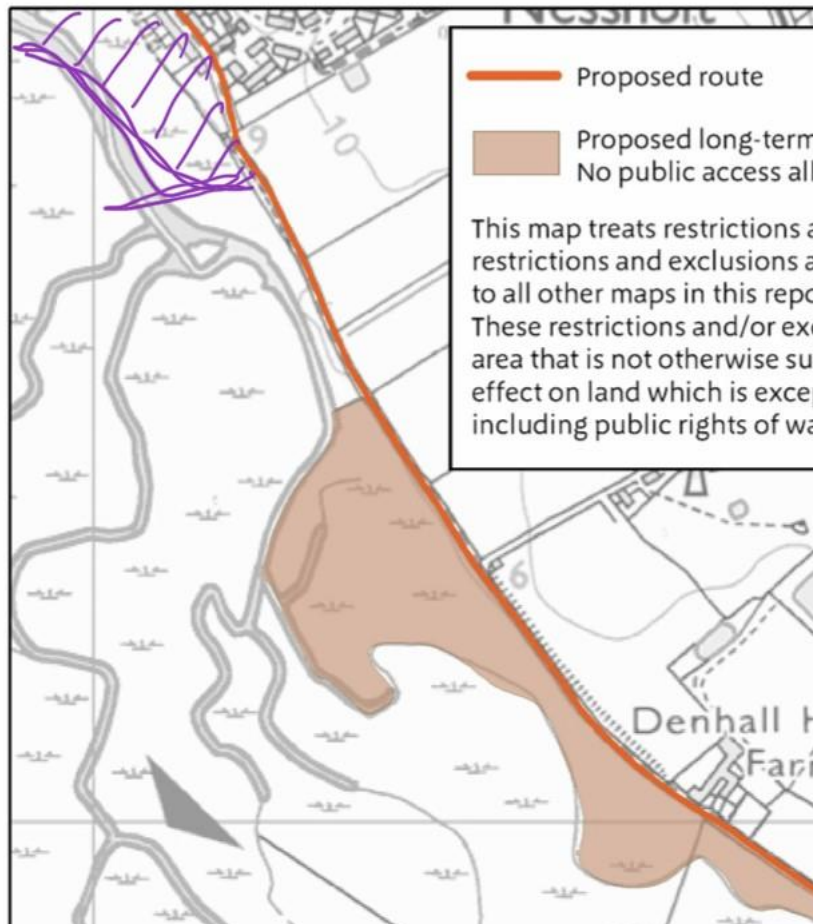 Nessholt
Proposed route
Proposed long-term
No public access all
This map treats restrictions a
restrictions and exclusions a
to all other maps in this repo
These restrictions and/or exc
area that is not otherwise su
effect on land which is excep
including public rights of wa
9
10
6
Denhall H
Far